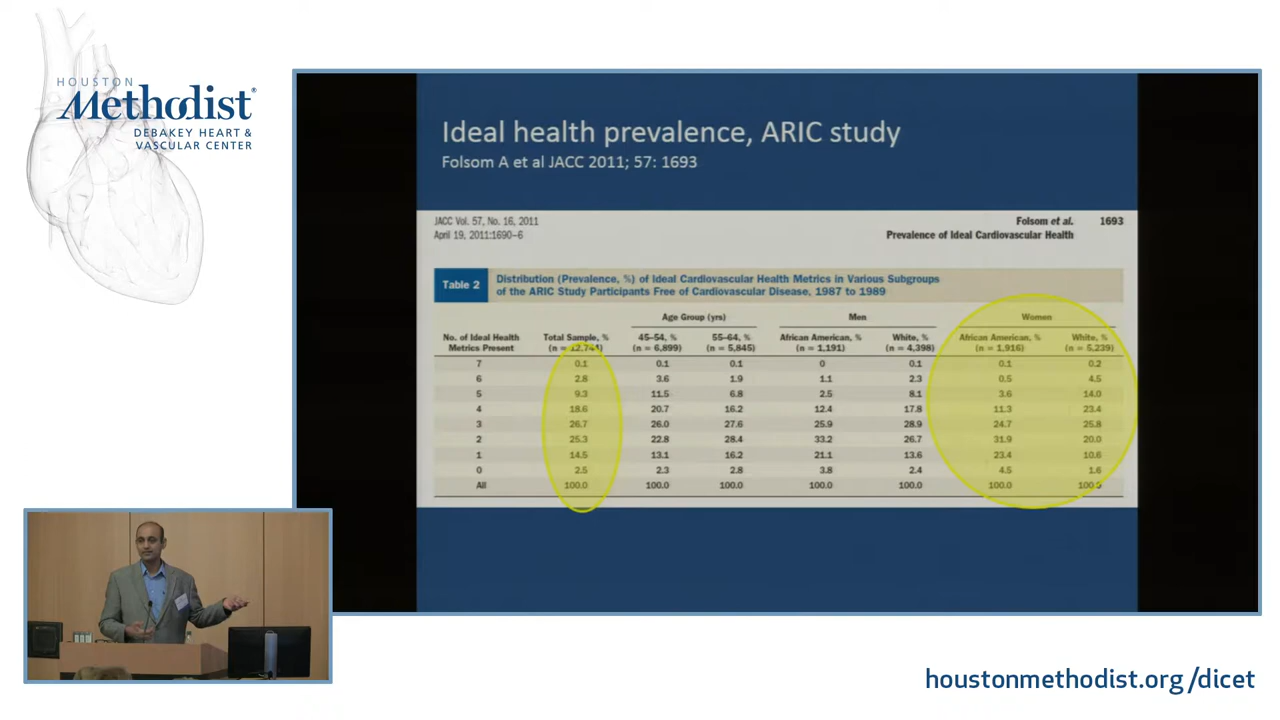 HOUSTON
Methodist®
DEBAKEY HEART &
VASCULAR CENTER
Ideal health prevalence, ARIC study
Folsom A et al JACC 2011; 57: 1693
JACC Vol. 57, No. 16, 2011
April 19, 2011:1690–6
Folsom et al. 1693
Prevalence of Ideal Cardiovascular Health
Table 2 Distribution (Prevalence, %) of Ideal Cardiovascular Health Metrics in Various Subgroups
of the ARIC Study Participants Free of Cardiovascular Disease, 1987 to 1989
Age Group (yrs) Men Women
No. of Ideal Health Total Sample, % 45–54, % 55–64, % African American, % White, % African American, % White, %
Metrics Present (n = 12,744) (n = 6,899) (n = 5,845) (n = 1,191) (n = 4,398) (n = 1,916) (n = 5,239)
7 0.1 0.1 0.1 0 0.1 0.1 0.2
6 2.8 3.6 1.9 1.1 2.3 0.5 4.5
5 9.3 11.5 6.8 2.5 8.1 3.6 14.0
4 18.6 20.7 16.2 12.4 17.8 11.3 23.4
3 26.7 26.0 27.6 25.9 28.9 24.7 25.8
2 25.3 22.8 28.4 33.2 26.7 31.9 20.0
1 14.5 13.1 16.2 21.1 13.6 23.4 10.6
0 2.5 2.3 2.8 3.8 2.4 4.5 1.6
All 100.0 100.0 100.0 100.0 100.0 100.0 100.0
houstonmethodist.org/dicet